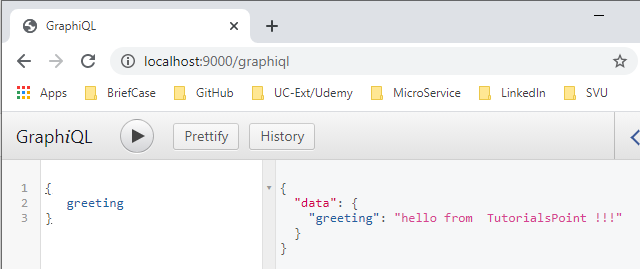 GraphiQL
localhost:9000/graphiql
Apps BriefCase GitHub UC-Ext/Udemy MicroService LinkedIn SVU
GraphiQL Prettify History
1 {
2 greeting
3 }
{
"data": {
"greeting": "hello from  TutorialsPoint !!!"
}
}